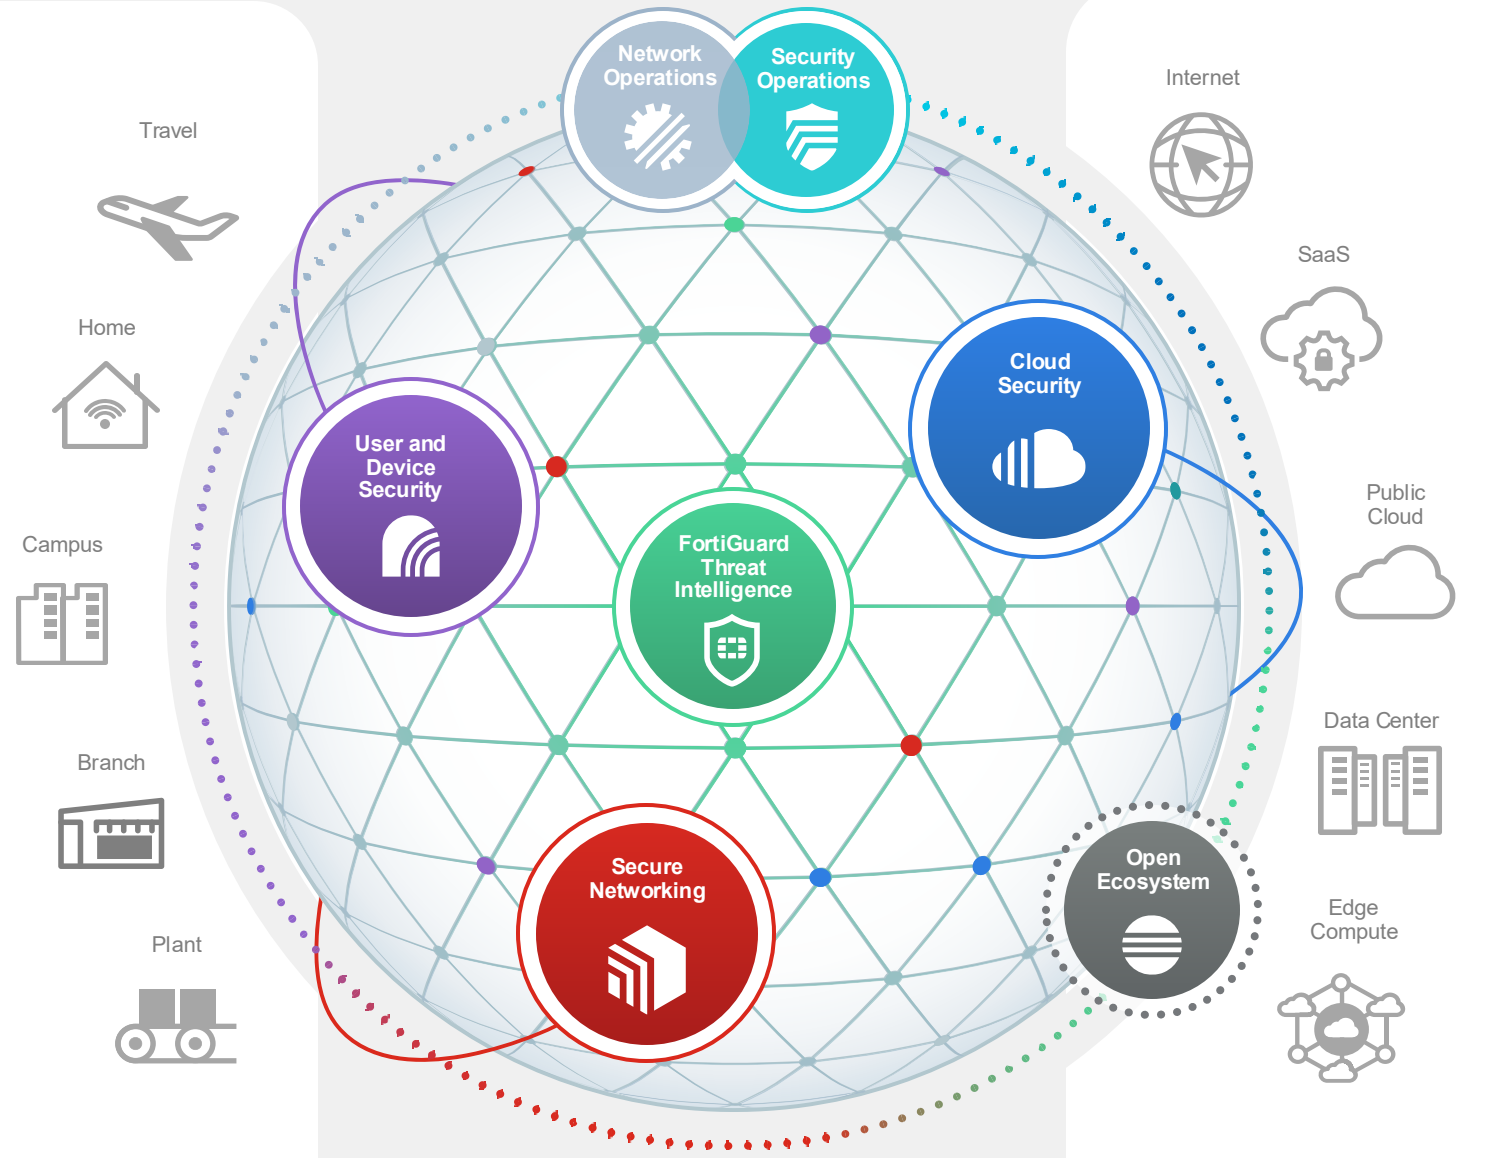 Network
Operations
Security
Operations
Travel
Internet
Home
SaaS
Cloud
Security
User and
Device
Security
Campus
Public
Cloud
FortiGuard
Threat
Intelligence
Branch
Data Center
Secure
Networking
Open
Ecosystem
Plant
Edge
Compute